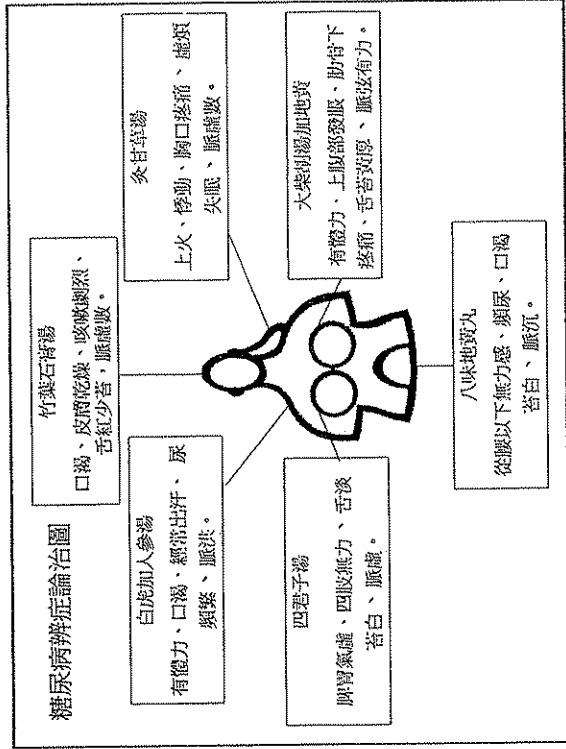 糖尿病辨症論治圖
竹葉石膏湯
口渴、皮膚乾燥、咳嗽劇烈、
舌紅少苔，脈虛數。
白虎加人參湯
有體力、口渴、經常出汗、尿
頻繁、脈洪。
炙甘草湯
上火、悸動、胸口疼痛、虛煩
失眠、脈虛數。
四君子湯
脾胃氣虛、四肢無力、舌淡
苔白、脈虛。
大柴胡湯加地黃
有體力、上腹部發脹、肋骨下
疼痛、舌苔黃厚、脈弦有力。
八味地黃丸
從腰以下無力感、頻尿、口渴
苔白、脈沉。